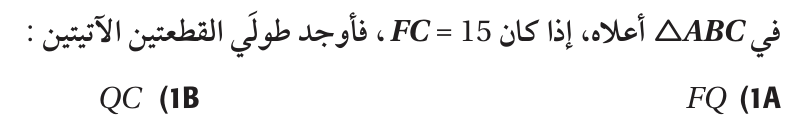 في △ABC أعلاه، إذا كان FC = 15 ، فأوجد طولَي القطعتين الآتيتين :
FQ (1A QC (1B